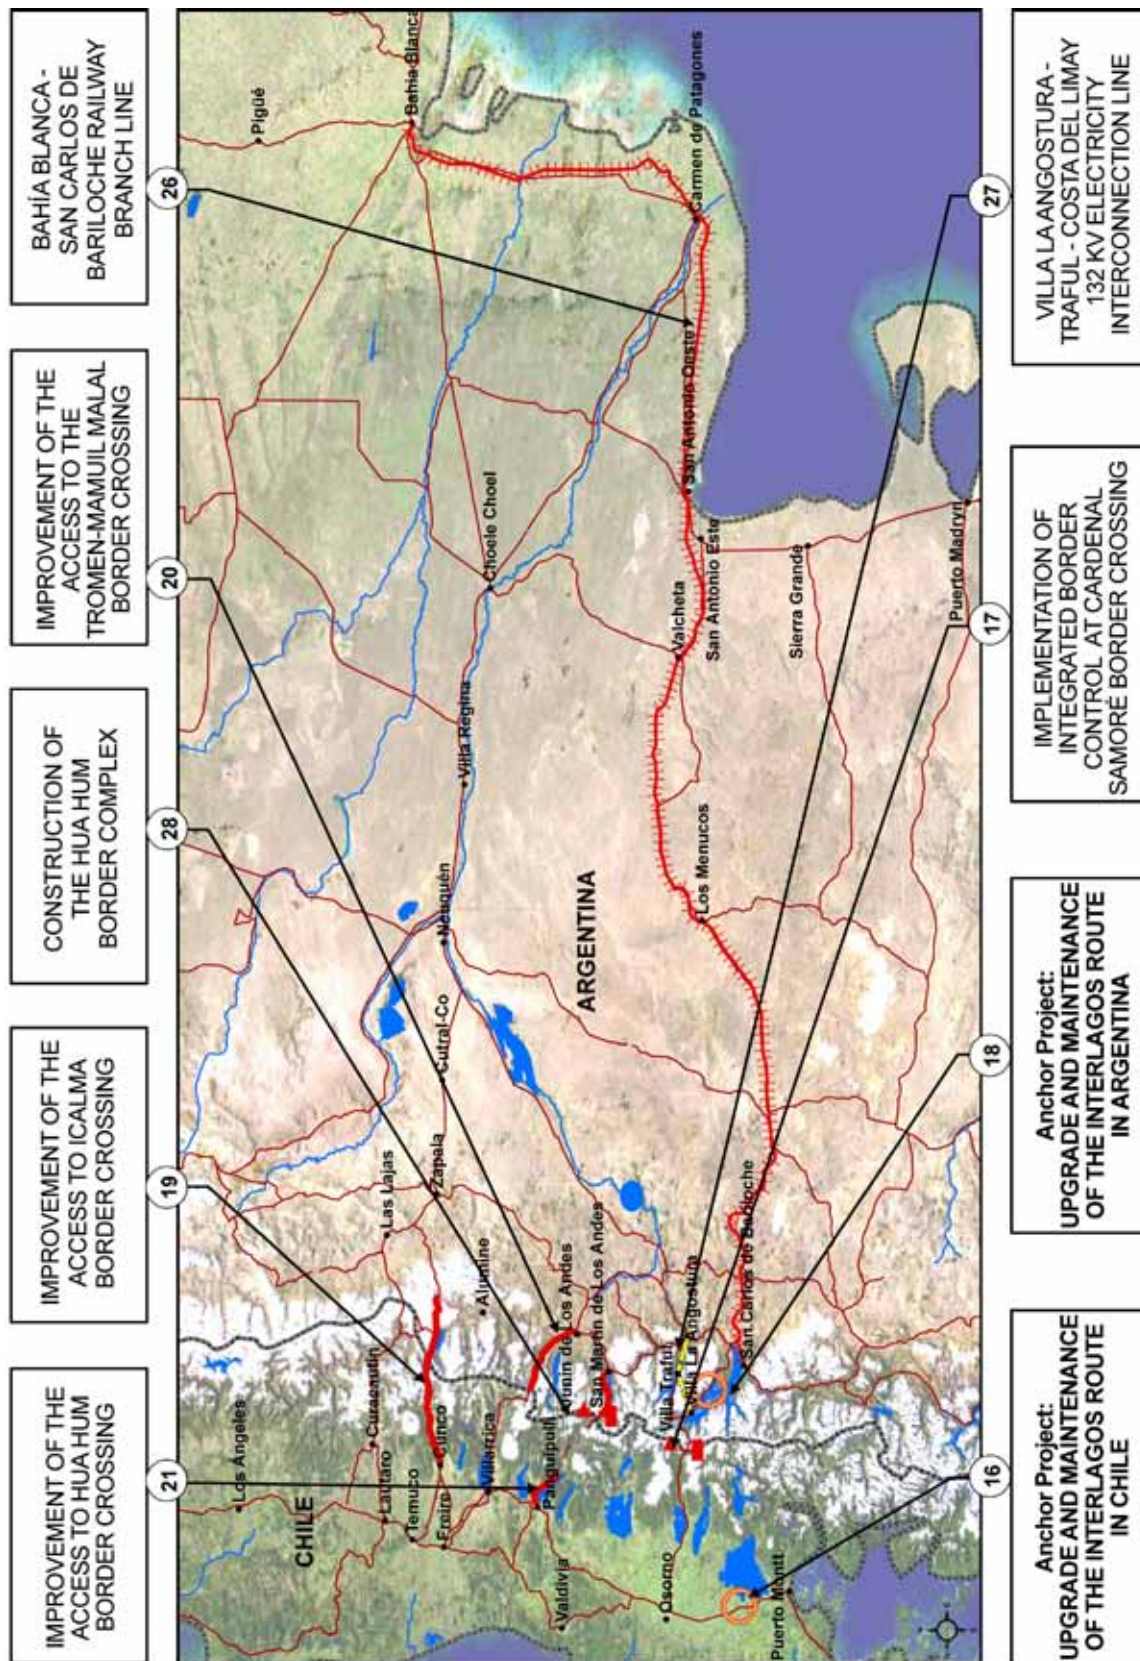 IMPROVEMENT OF THE
ACCESS TO HUA HUM
BORDER CROSSING
21
IMPROVEMENT OF THE
ACCESS TO ICALMA
BORDER CROSSING
19
CONSTRUCTION OF
THE HUA HUM
BORDER COMPLEX
28
IMPROVEMENT OF THE
ACCESS TO THE
TROMEN-MAMUIL MALAL
BORDER CROSSING
20
BAHÍA BLANCA -
SAN CARLOS DE
BARILOCHE RAILWAY
BRANCH LINE
26
Los Angeles
CHILE
Lautaro
Curacautin
Temuco
Freire
Cunco
Villarrica
Panguipulli
Valdivia
Osorno
Puerto Montt
Las Lajas
Zapala
Alumine
Junin de Los Andes
San Martin de Los Andes
Villa Traful
Villa La Angostura
San Carlos de Bariloche
Cutral-Co
Neuquén
Villa Regina
Choele Choel
ARGENTINA
Los Menucos
Valcheta
San Antonio Oeste
San Antonio Este
Sierra Grande
Puerto Madryn
Pigüé
Bahia Blanca
Carmen de Patagones
16
Anchor Project:
UPGRADE AND MAINTENANCE
OF THE INTERLAGOS ROUTE
IN CHILE
18
Anchor Project:
UPGRADE AND MAINTENANCE
OF THE INTERLAGOS ROUTE
IN ARGENTINA
17
IMPLEMENTATION OF
INTEGRATED BORDER
CONTROL AT CARDENAL
SAMORÉ BORDER CROSSING
27
VILLA LA ANGOSTURA -
TRAFUL - COSTA DEL LIMAY
132 KV ELECTRICITY
INTERCONNECTION LINE